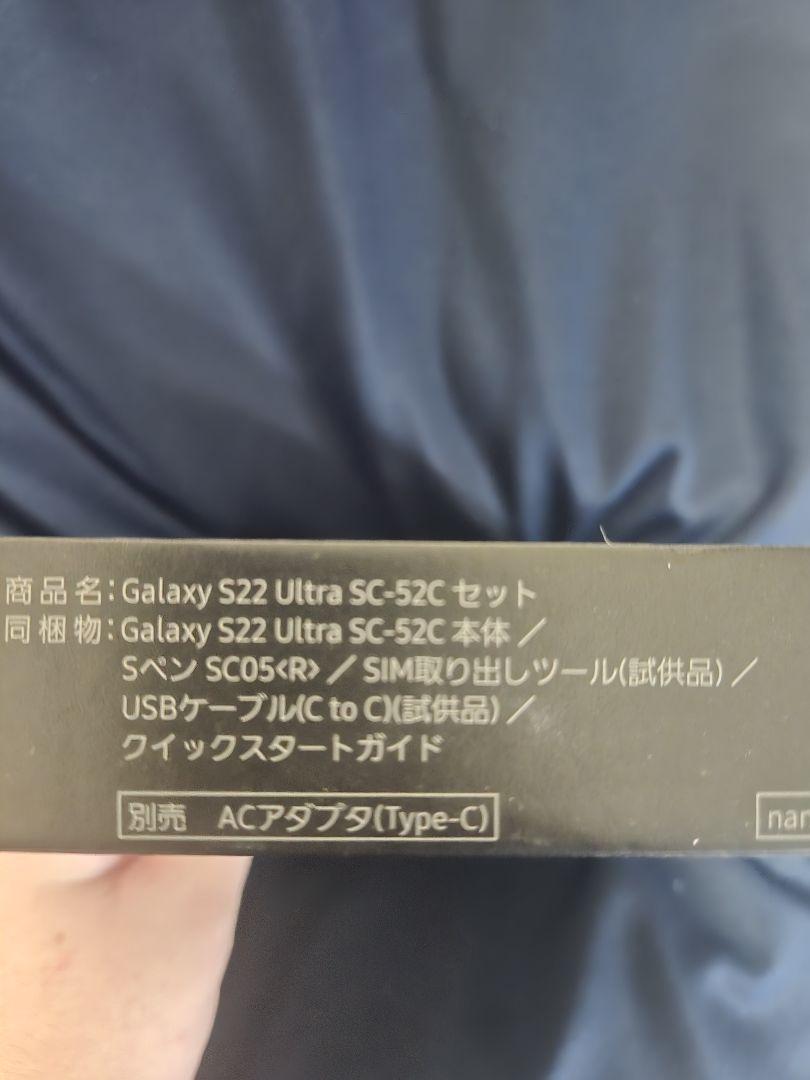 商品名:Galaxy S22 Ultra SC-52C セット
同梱物:Galaxy S22 Ultra SC-52C 本体 ／
Sペン SC05<R> ／ SIM取り出しツール(試供品) ／
USBケーブル(C to C)(試供品) ／
クイックスタートガイド
別売 ACアダプタ(Type-C)